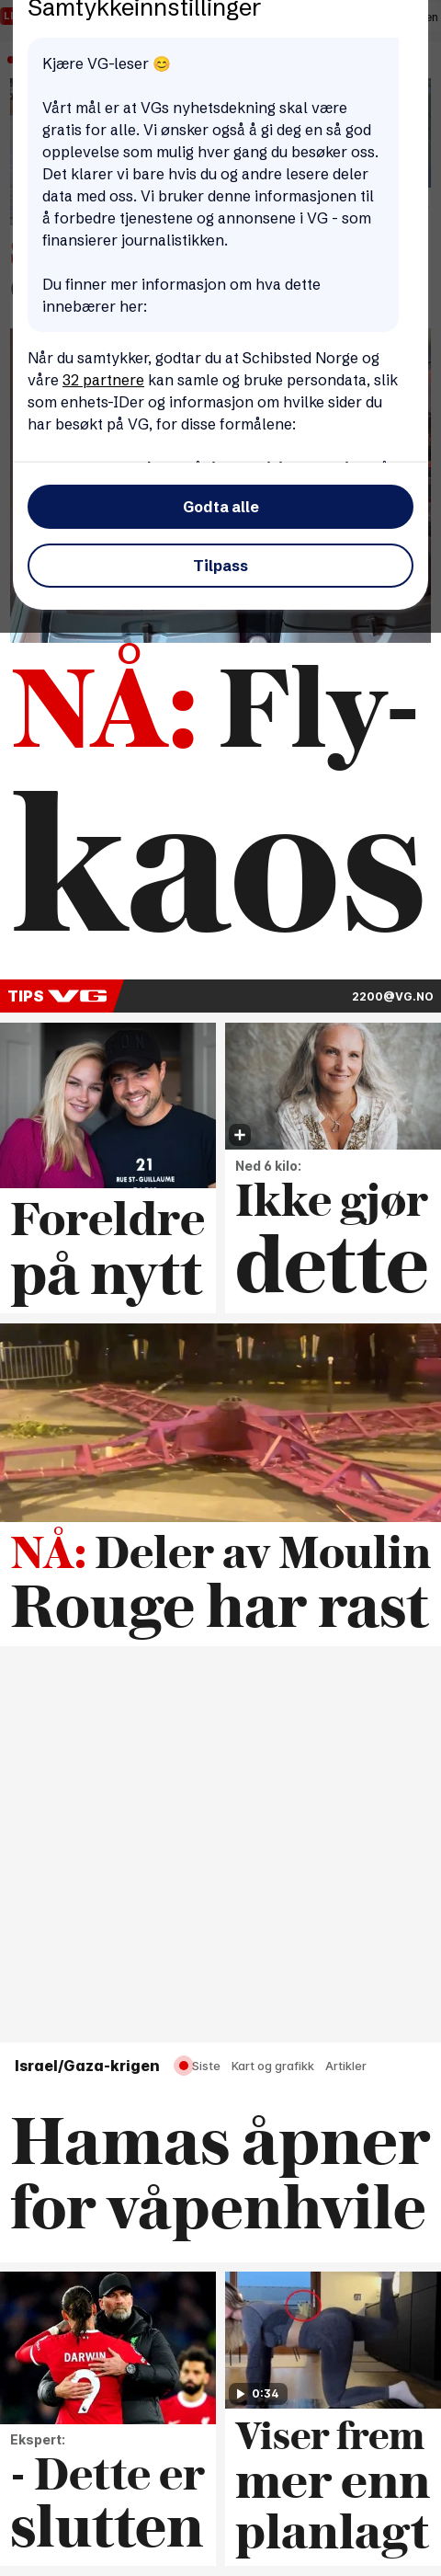 Samtykkeinnstillinger
Kjære VG-leser 😊
Vårt mål er at VGs nyhetsdekning skal være
gratis for alle. Vi ønsker også å gi deg en så god
opplevelse som mulig hver gang du besøker oss.
Det klarer vi bare hvis du og andre lesere deler
data med oss. Vi bruker denne informasjonen til
å forbedre tjenestene og annonsene i VG - som
finansierer journalistikken.
Du finner mer informasjon om hva dette
innebærer her:
Når du samtykker, godtar du at Schibsted Norge og
våre 32 partnere kan samle og bruke persondata, slik
som enhets-IDer og informasjon om hvilke sider du
har besøkt på VG, for disse formålene:
Godta alle
Tilpass
NÅ: Fly-
kaos
TIPS VG 2200@VG.NO
21
RUE ST-GUILLAUME
Foreldre
på nytt
Ned 6 kilo:
Ikke gjør
dette
NÅ: Deler av Moulin
Rouge har rast
Israel/Gaza-krigen Siste Kart og grafikk Artikler
Hamas åpner
for våpenhvile
DARWIN
9
Ekspert:
- Dette er
slutten
0:34
Viser frem
mer enn
planlagt